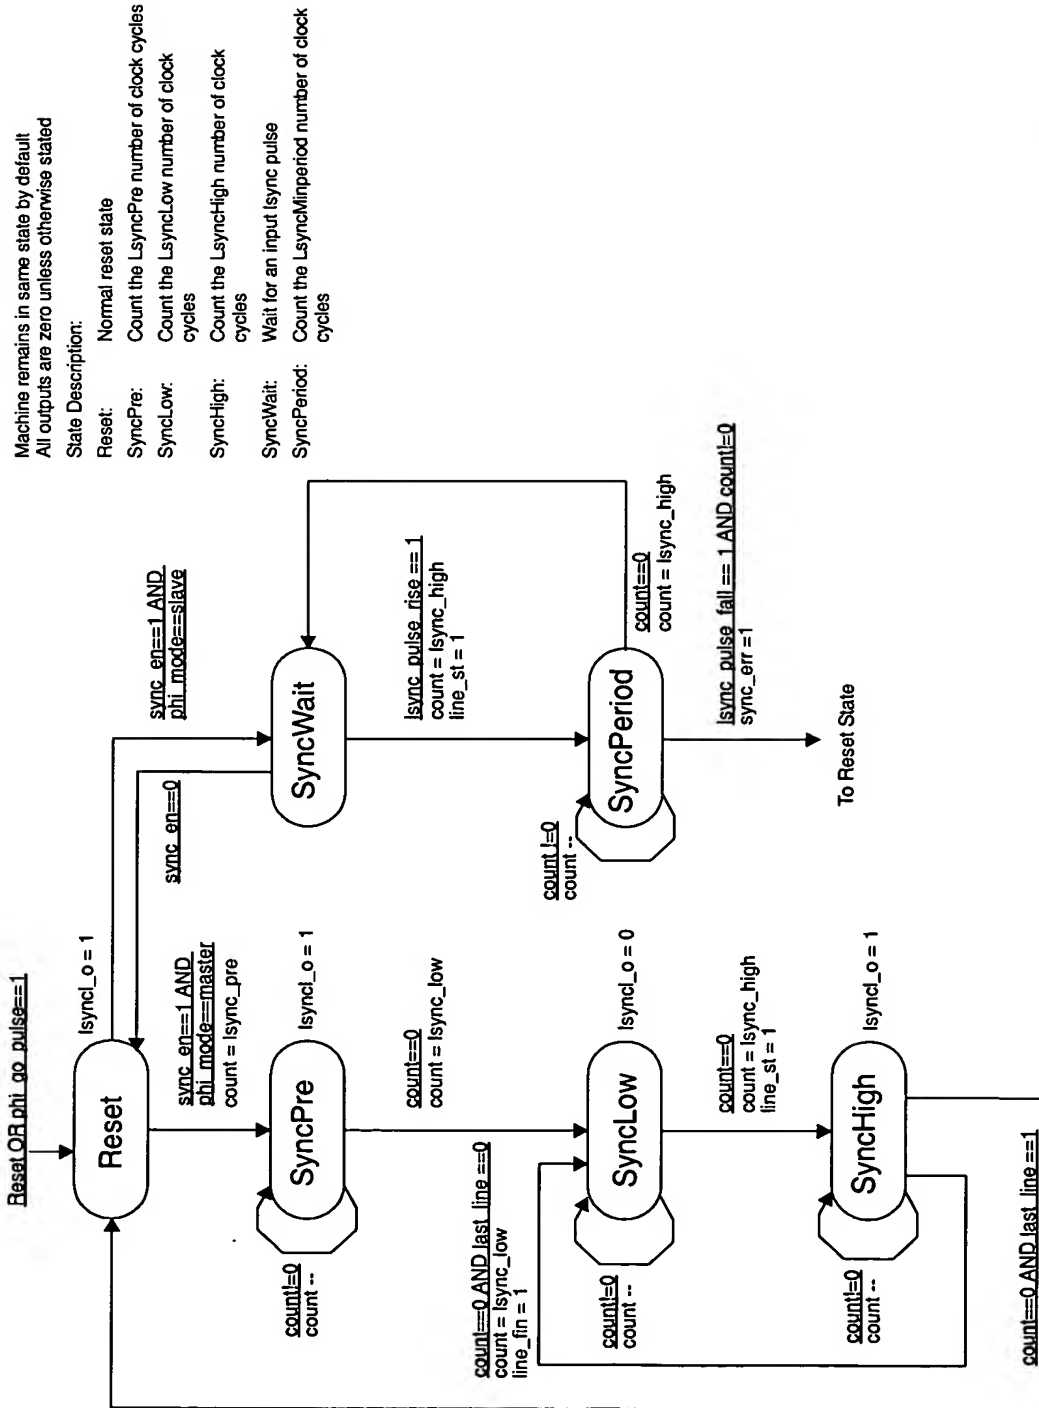 Machine remains in same state by default
All outputs are zero unless otherwise stated
State Description:
Reset: Normal reset state
SyncPre: Count the LsyncPre number of clock cycles
SyncLow: Count the LsyncLow number of clock
cycles
SyncHigh: Count the LsyncHigh number of clock
cycles
SyncWait: Wait for an input lsync pulse
SyncPeriod: Count the LsyncMinperiod number of clock
cycles
Reset OR phi_go_pulse==1
Reset
lsyncl_o = 1
sync_en==1 AND
phi_mode==slave
sync_en==0
sync_en==1 AND
phi_mode==master
count = lsync_pre
SyncPre
lsyncl_o = 1
count!=0
count --
SyncWait
lsync_pulse_rise == 1
count = lsync_high
line_st = 1
count==0
count = lsync_low
count==0 AND last_line ==0
count = lsync_low
line_fin = 1
SyncLow
lsyncl_o = 0
count!=0
count --
count !=0
count --
SyncPeriod
count==0
count = lsync_high
lsync_pulse_fall == 1 AND count!=0
sync_err =1
To Reset State
count==0
count = lsync_high
line_st = 1
SyncHigh
lsyncl_o = 1
count!=0
count --
count==0 AND last_line ==1